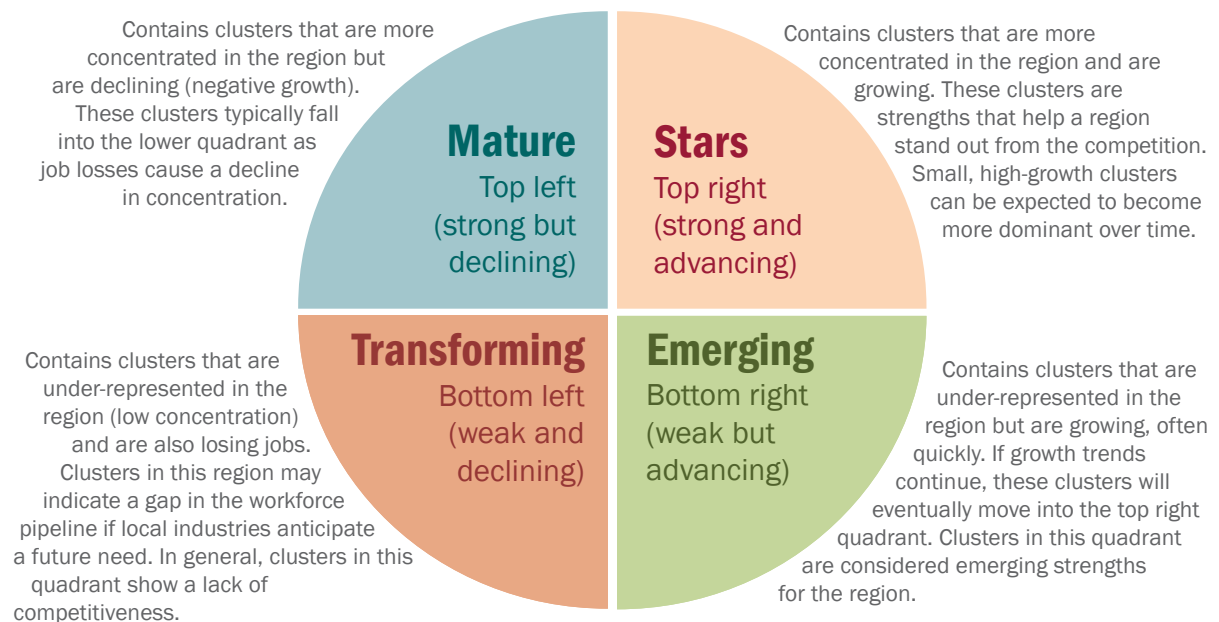 Contains clusters that are more
concentrated in the region but
are declining (negative growth).
These clusters typically fall
into the lower quadrant as
job losses cause a decline
in concentration.
Mature
Top left
(strong but
declining)
Stars
Top right
(strong and
advancing)
Contains clusters that are more
concentrated in the region and are
growing. These clusters are
strengths that help a region
stand out from the competition.
Small, high-growth clusters
can be expected to become
more dominant over time.
Contains clusters that are
under-represented in the
region (low concentration)
and are also losing jobs.
Clusters in this region may
indicate a gap in the workforce
pipeline if local industries anticipate
a future need. In general, clusters in this
quadrant show a lack of
competitiveness.
Transforming
Bottom left
(weak and
declining)
Emerging
Bottom right
(weak but
advancing)
Contains clusters that are
under-represented in the
region but are growing, often
quickly. If growth trends
continue, these clusters will
eventually move into the top right
quadrant. Clusters in this quadrant
are considered emerging strengths
for the region.